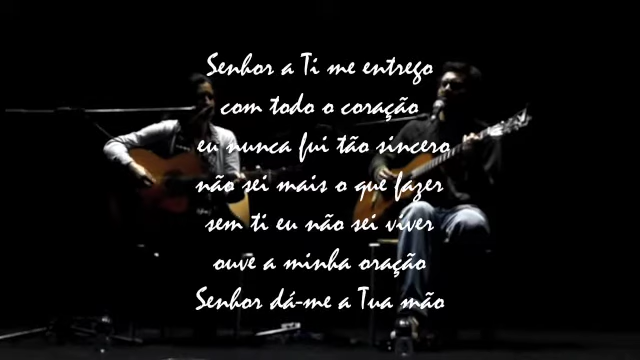 Senhor a Ti me entrego
com todo o coração
eu nunca fui tão sincero
não sei mais o que fazer
sem ti eu não sei viver
ouve a minha oração
Senhor dá-me a Tua mão